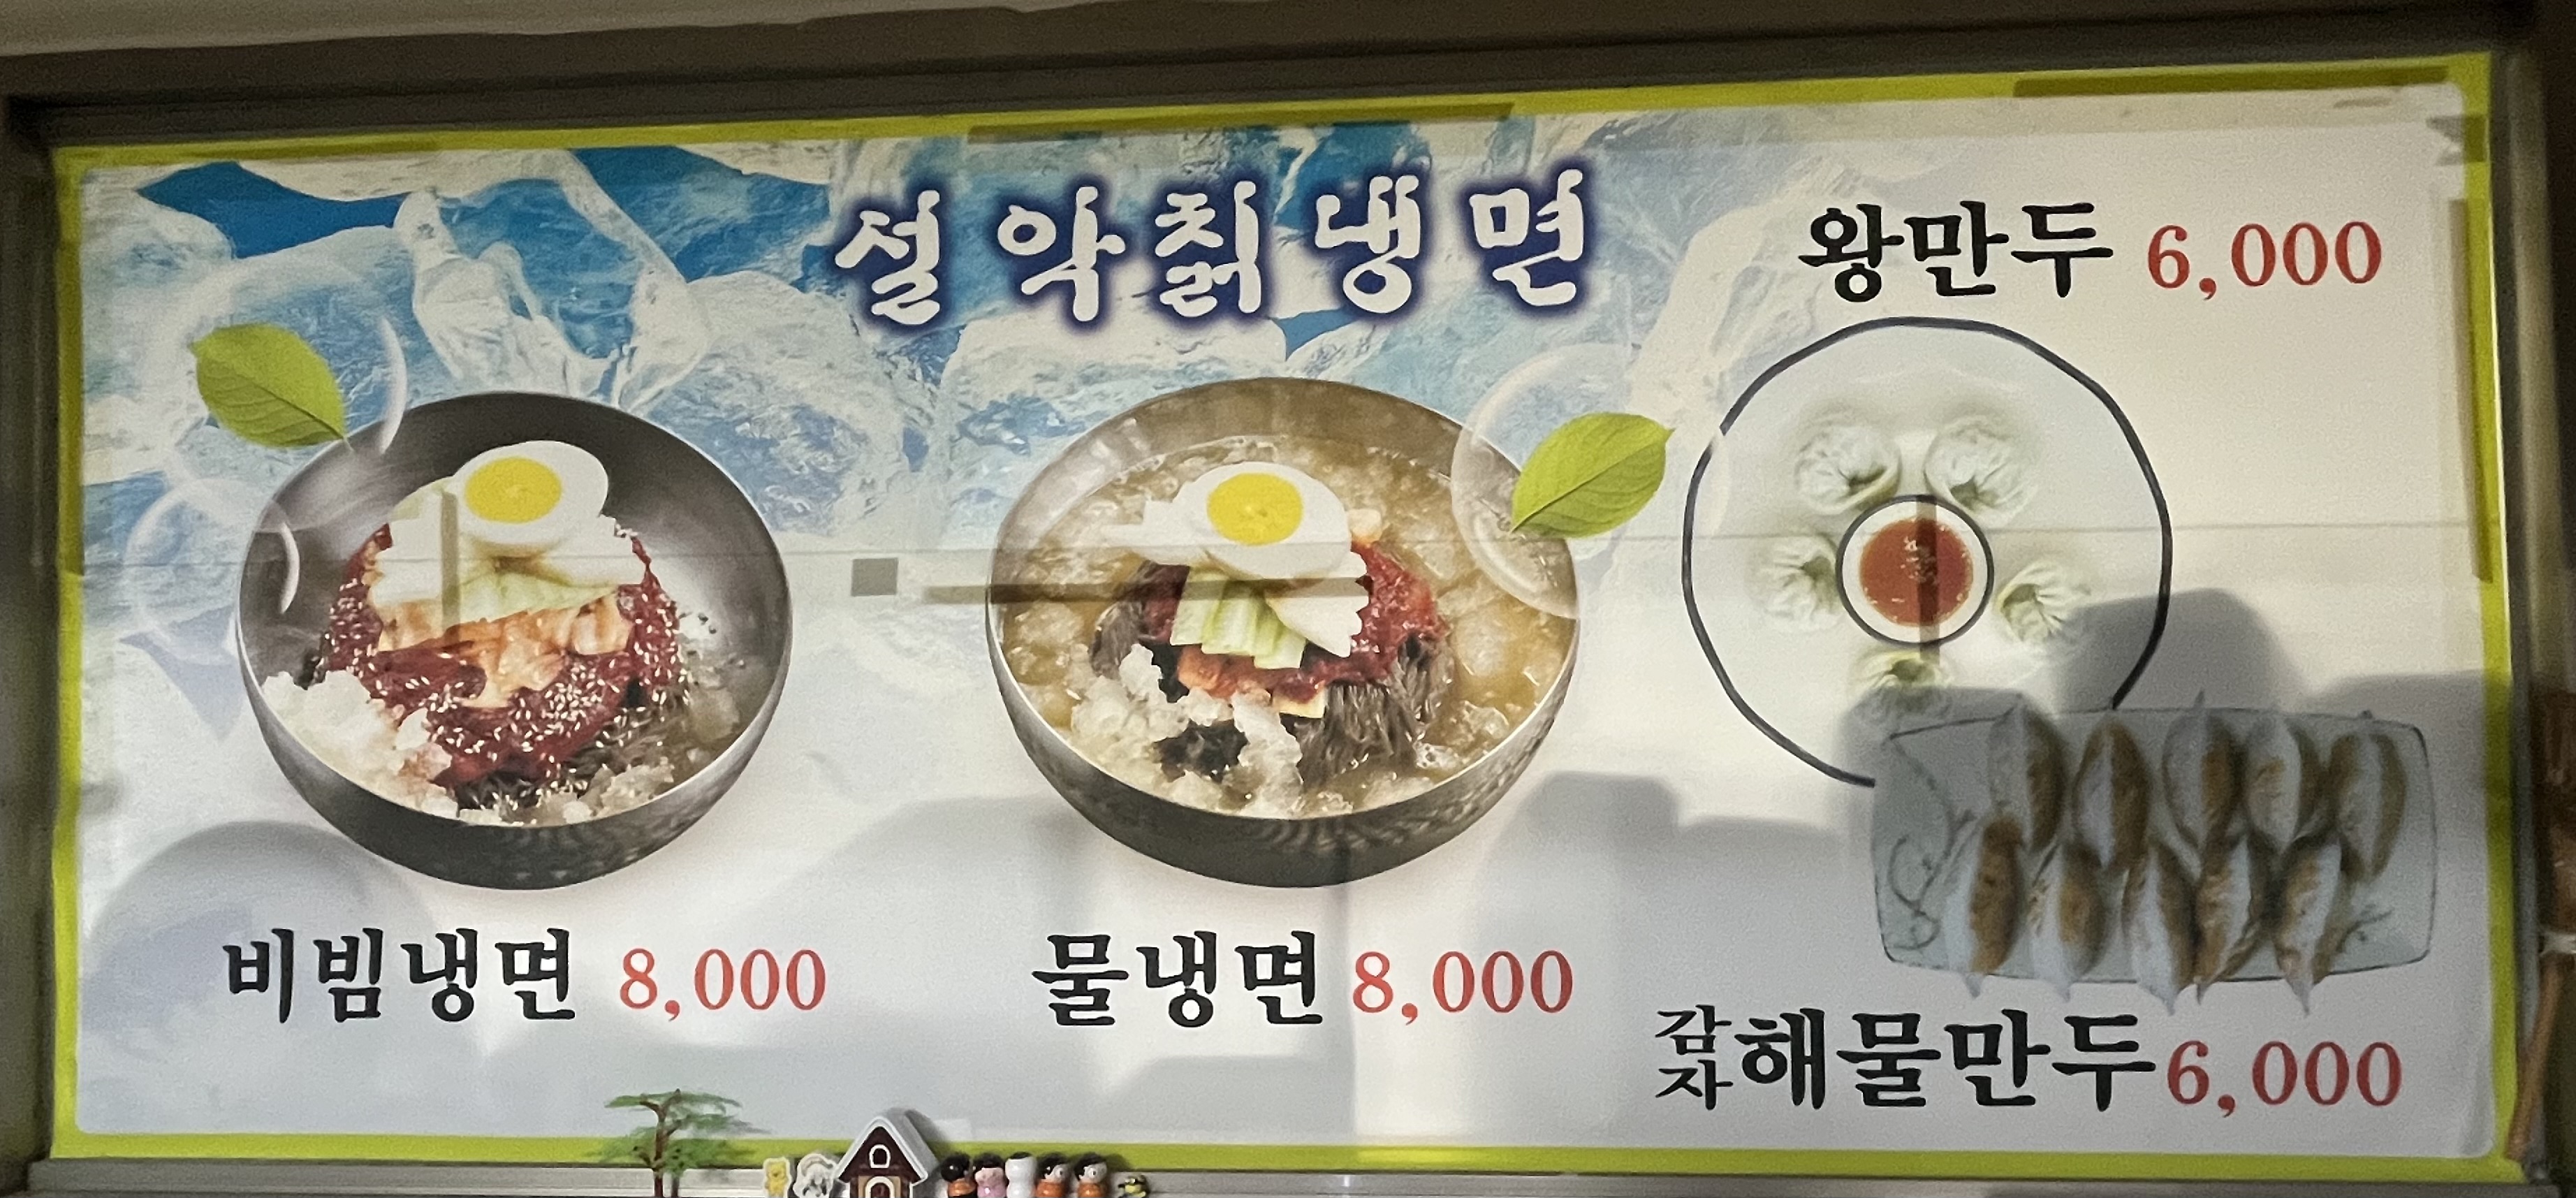 설악칡냉면
왕만두 6,000
비빔냉면 8,000
물냉면 8,000
감자해물만두 6,000